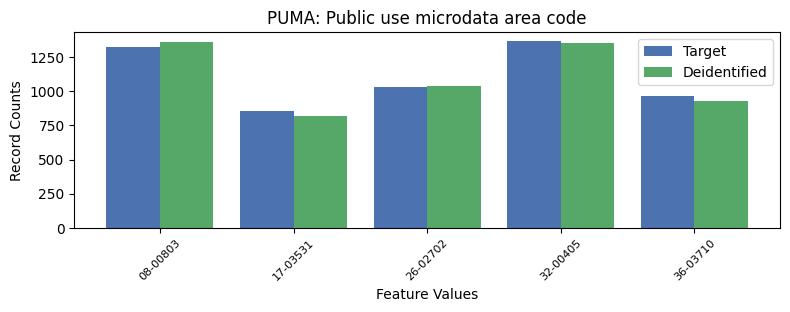 PUMA: Public use microdata area code
Record Counts
1250
1000
750
500
250
0
Target
Deidentified
08-00803
17-03531
26-02702
32-00405
36-03710
Feature Values